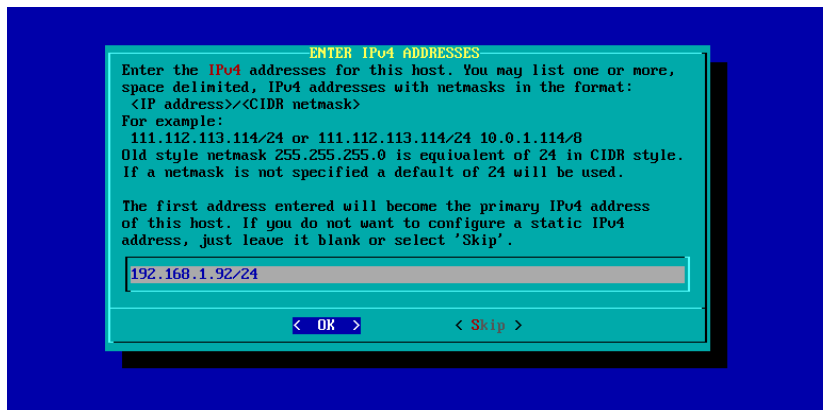 ENTER IPv4 ADDRESSES
Enter the IPv4 addresses for this host. You may list one or more,
space delimited, IPv4 addresses with netmasks in the format:
<IP address>/<CIDR netmask>
For example:
111.112.113.114/24 or 111.112.113.114/24 10.0.1.114/8
Old style netmask 255.255.255.0 is equivalent of 24 in CIDR style.
If a netmask is not specified a default of 24 will be used.
The first address entered will become the primary IPv4 address
of this host. If you do not want to configure a static IPv4
address, just leave it blank or select 'Skip'.
192.168.1.92/24
< OK > < Skip >